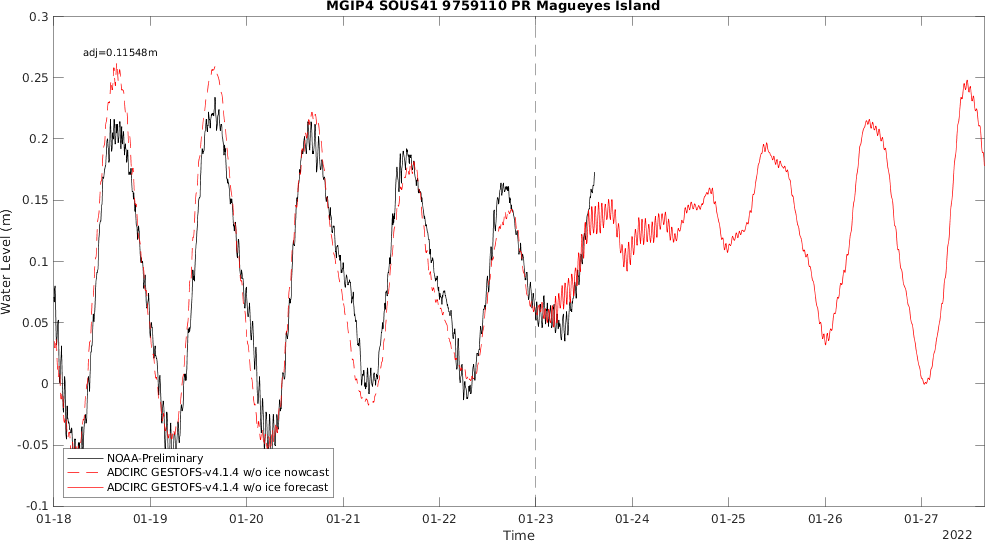 MGIP4 SOUS41 9759110 PR Magueyes Island
0.3
adj=0.11548m
0.25
0.2
0.15
0.1
0.05
0
-0.05
-0.1
Water Level (m)
NOAA-Preliminary
ADCIRC GESTOFS-v4.1.4 w/o ice nowcast
ADCIRC GESTOFS-v4.1.4 w/o ice forecast
01-18 01-19 01-20 01-21 01-22 01-23 01-24 01-25 01-26 01-27
Time
2022